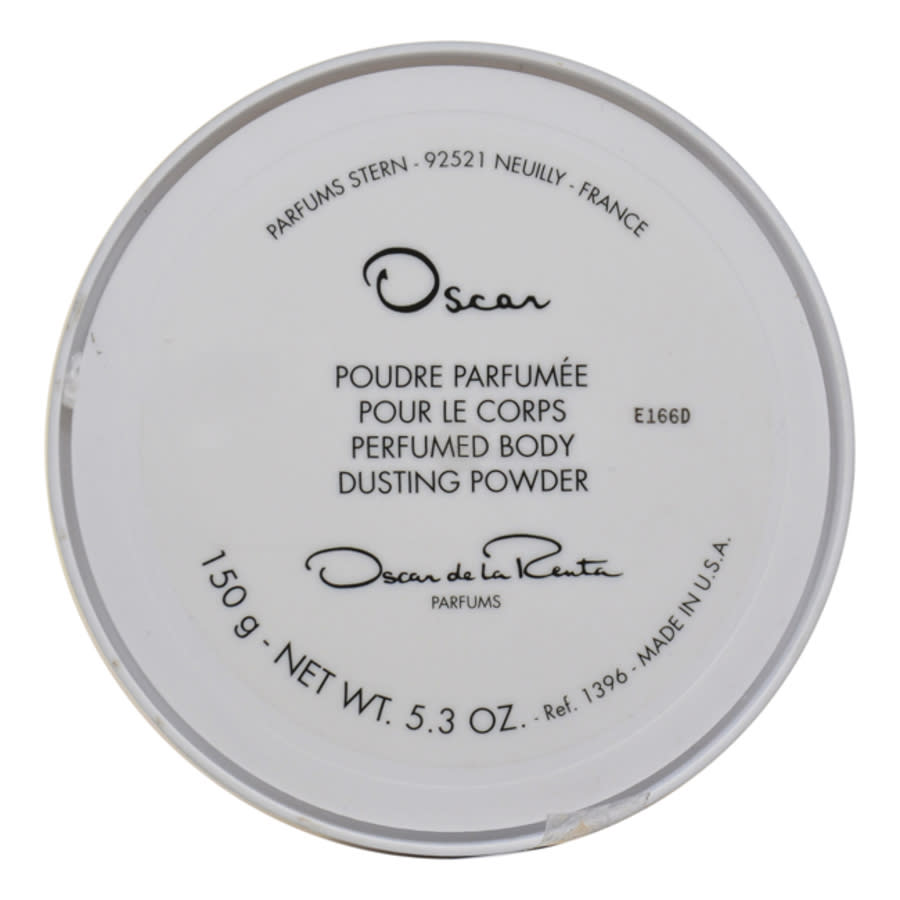 PARFUMS STERN - 92521 NEUILLY - FRANCE
Oscar
POUDRE PARFUMÉE
POUR LE CORPS
PERFUMED BODY
DUSTING POWDER
E166D
Oscar de la Renta
PARFUMS
150 g - NET WT. 5.3 OZ. - Ref. 1396 - MADE IN U.S.A.